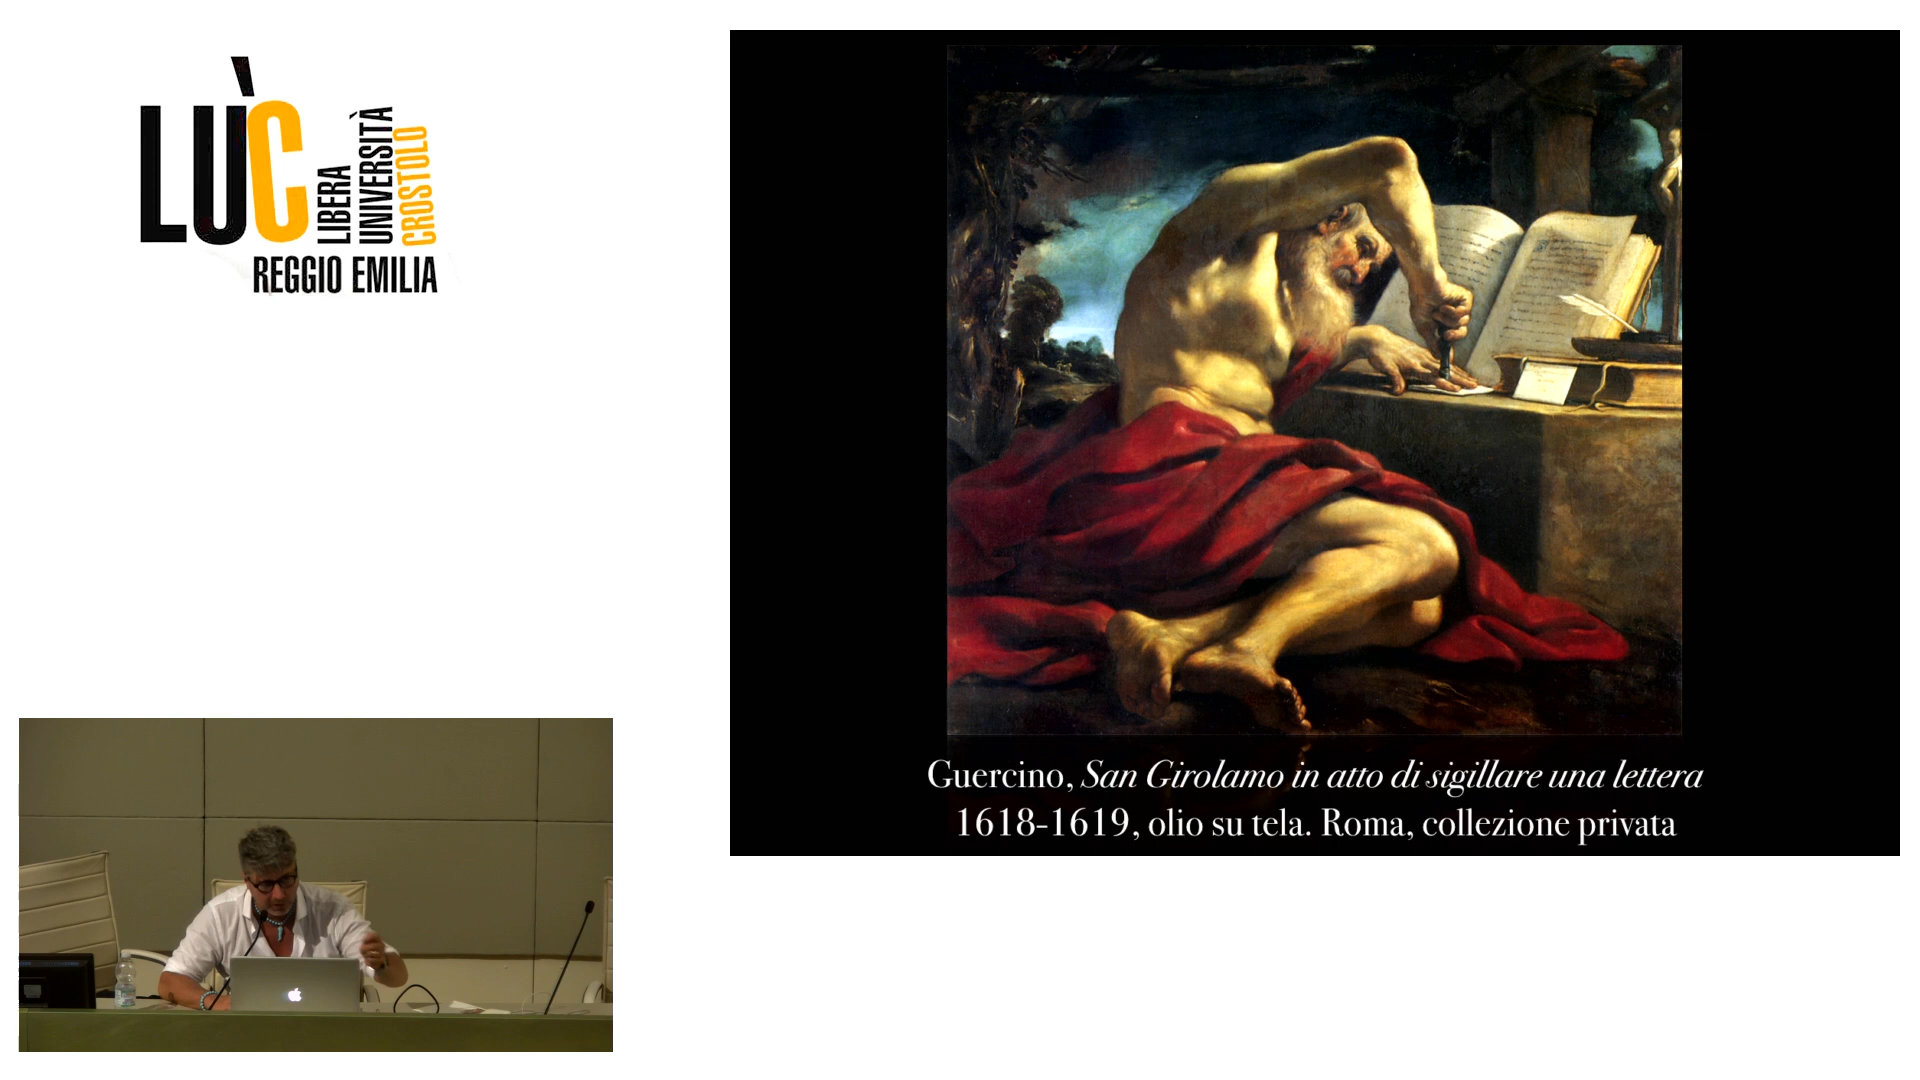 LÙC
LIBERA
UNIVERSITÀ
CROSTOLO
REGGIO EMILIA
Guercino, San Girolamo in atto di sigillare una lettera
1618-1619, olio su tela. Roma, collezione privata